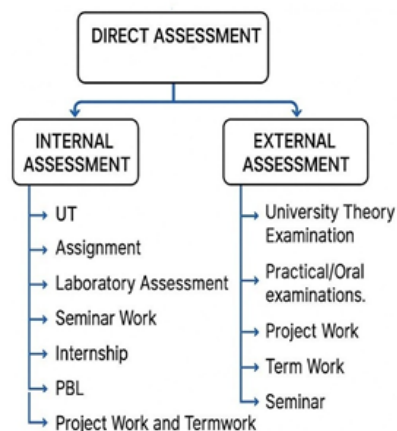 DIRECT ASSESSMENT
INTERNAL
ASSESSMENT
UT
Assignment
Laboratory Assessment
Seminar Work
Internship
PBL
Project Work and Termwork
EXTERNAL
ASSESSMENT
University Theory
Examination
Practical/Oral
examinations.
Project Work
Term Work
Seminar